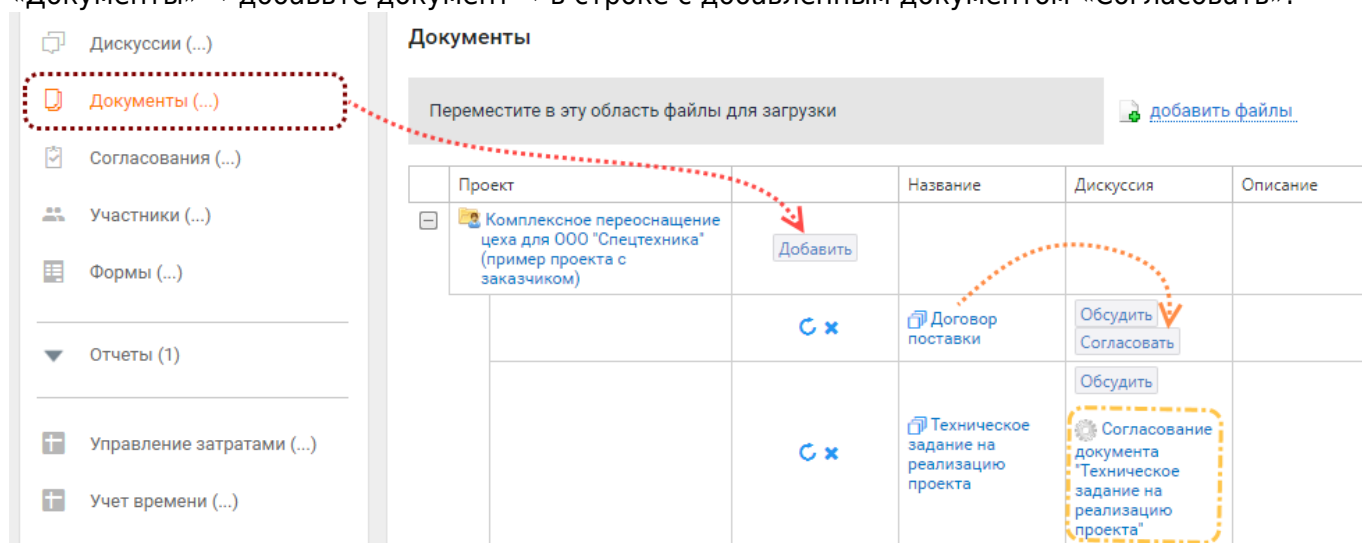 «Документы» → добавьте документ → в строке с добавленным документом «Согласовать».
Дискуссии (...)
Документы (...)
Согласования (...)
Участники (...)
Формы (...)
Отчеты (1)
Управление затратами (...)
Учет времени (...)
Документы
Переместите в эту область файлы для загрузки
добавить файлы
Проект
Название
Дискуссия
Описание
Комплексное переоснащение
цеха для ООО "Спецтехника"
(пример проекта с
заказчиком)
Добавить
Договор
поставки
Обсудить
Согласовать
Техническое
задание на
реализацию
проекта
Обсудить
Согласование
документа
"Техническое
задание на
реализацию
проекта"